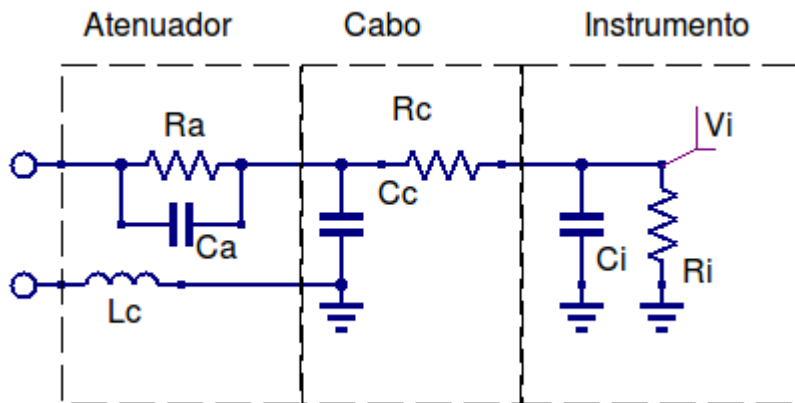 Atenuador Cabo Instrumento
Ra Rc Vi
Cc
Ca Ci Ri
Lc